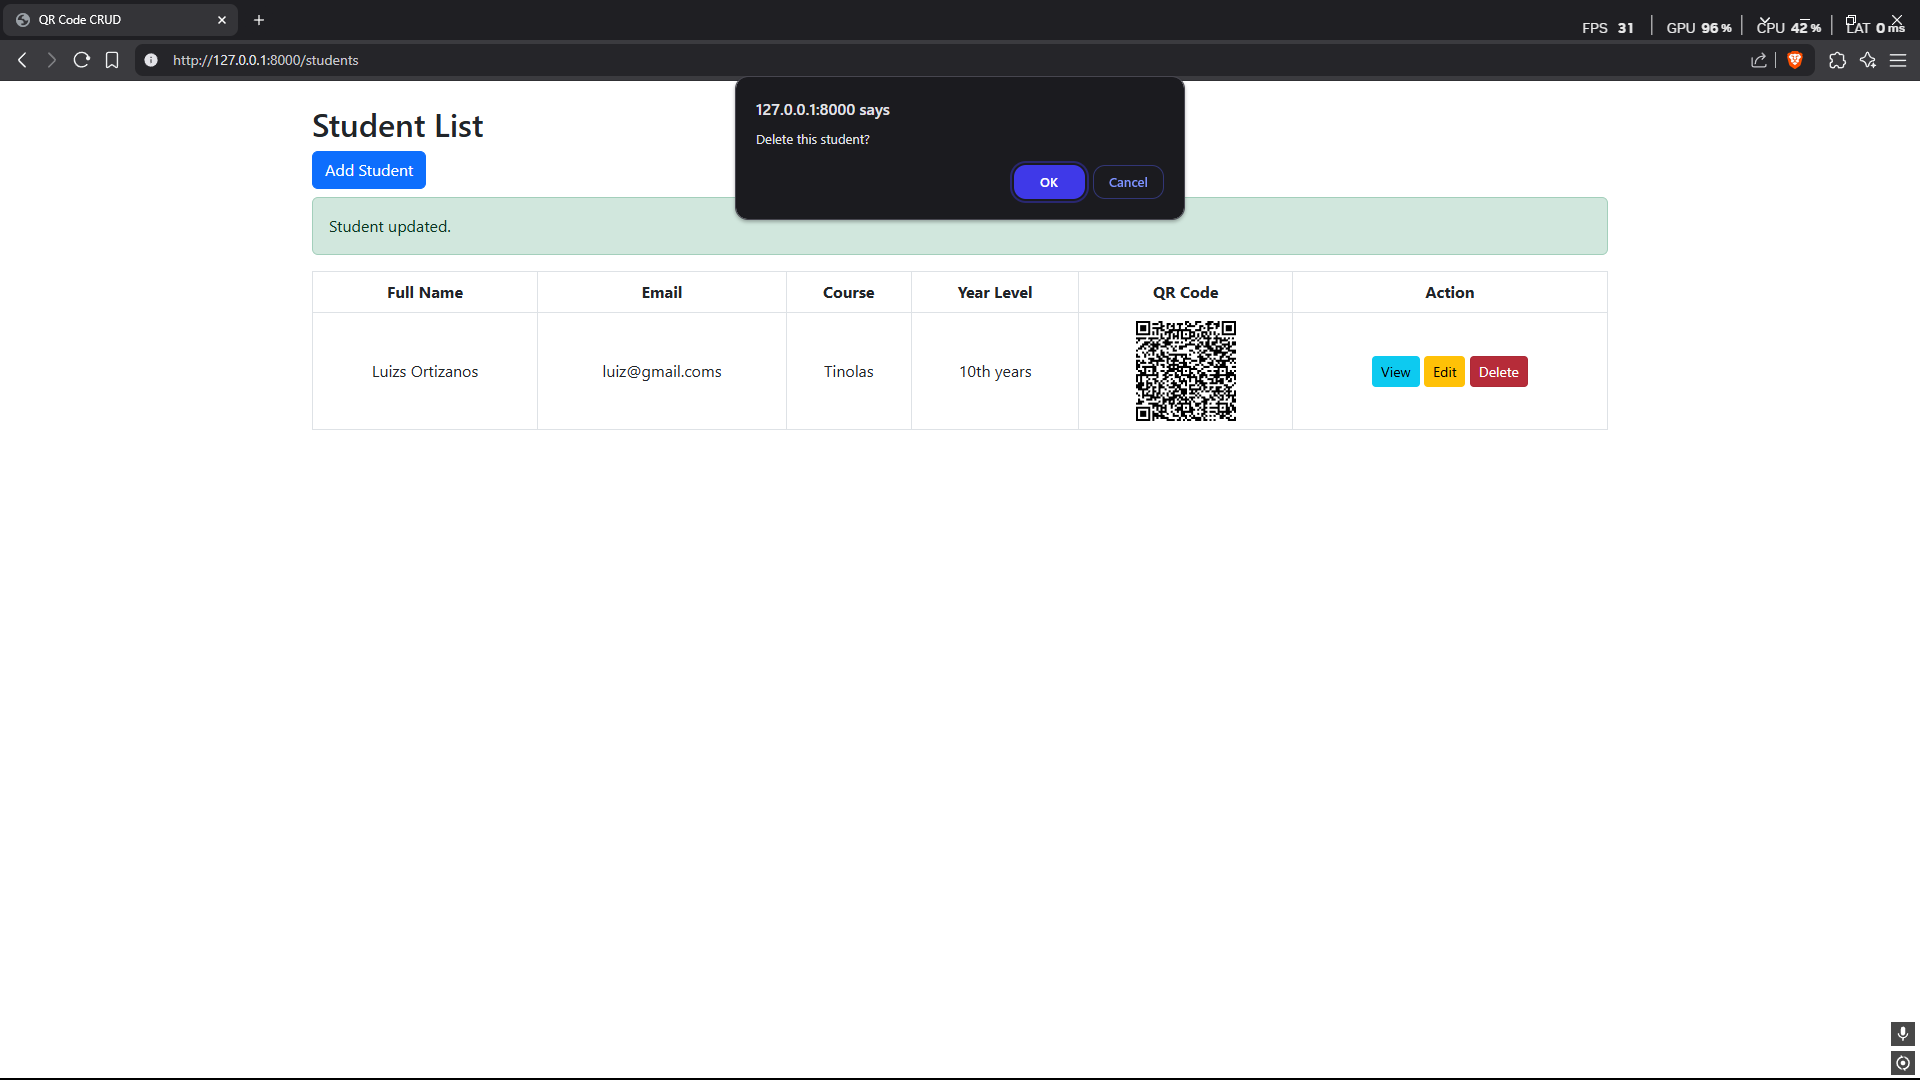 QR Code CRUD
FPS 31 GPU 96% CPU 42% LAT 0 ms
http://127.0.0.1:8000/students
127.0.0.1:8000 says
Delete this student?
OK Cancel
Student List
Add Student
Student updated.
Full Name Email Course Year Level QR Code Action
Luizs Ortizanos luiz@gmail.coms Tinolas 10th years View Edit Delete